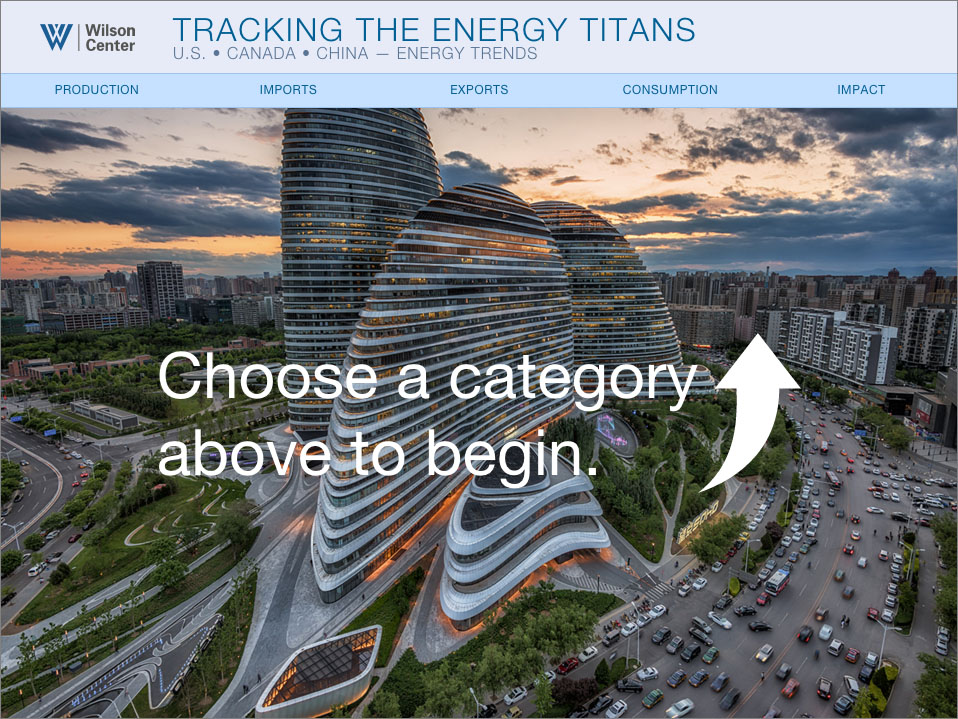 Wilson
Center
TRACKING THE ENERGY TITANS
U.S. • CANADA • CHINA — ENERGY TRENDS
PRODUCTION IMPORTS EXPORTS CONSUMPTION IMPACT
Choose a category
above to begin.